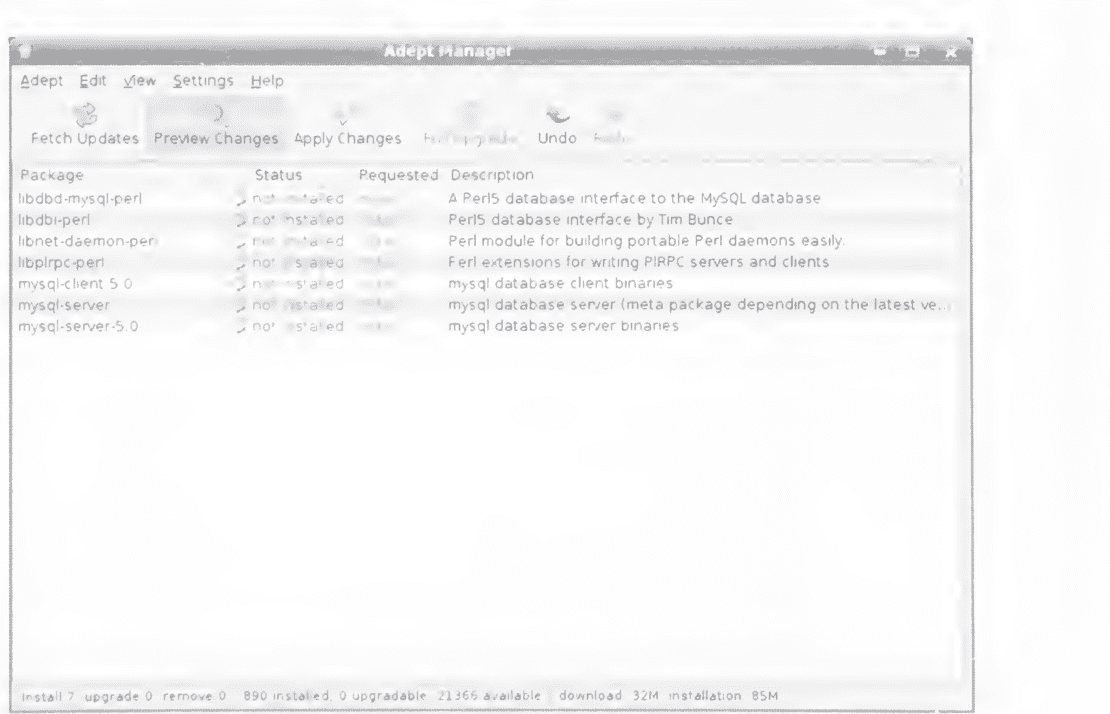 Adept Manager
Adept Edit View Settings Help
Fetch Updates Preview Changes Apply Changes Undo
Package Status Requested Description
libdbd-mysql-perl not installed A Perl5 database interface to the MySQL database
libdbi-perl not installed Perl5 database interface by Tim Bunce
libnet-daemon-perl not installed Perl module for building portable Perl daemons easily.
libplrpc-perl not installed Perl extensions for writing PlRPC servers and clients
mysql-client 5.0 not installed mysql database client binaries
mysql-server not installed mysql database server (meta package depending on the latest ve...
mysql-server-5.0 not installed mysql database server binaries
Install 7 upgrade 0 remove 0 890 installed, 0 upgradable 21366 available download 32M installation 85M